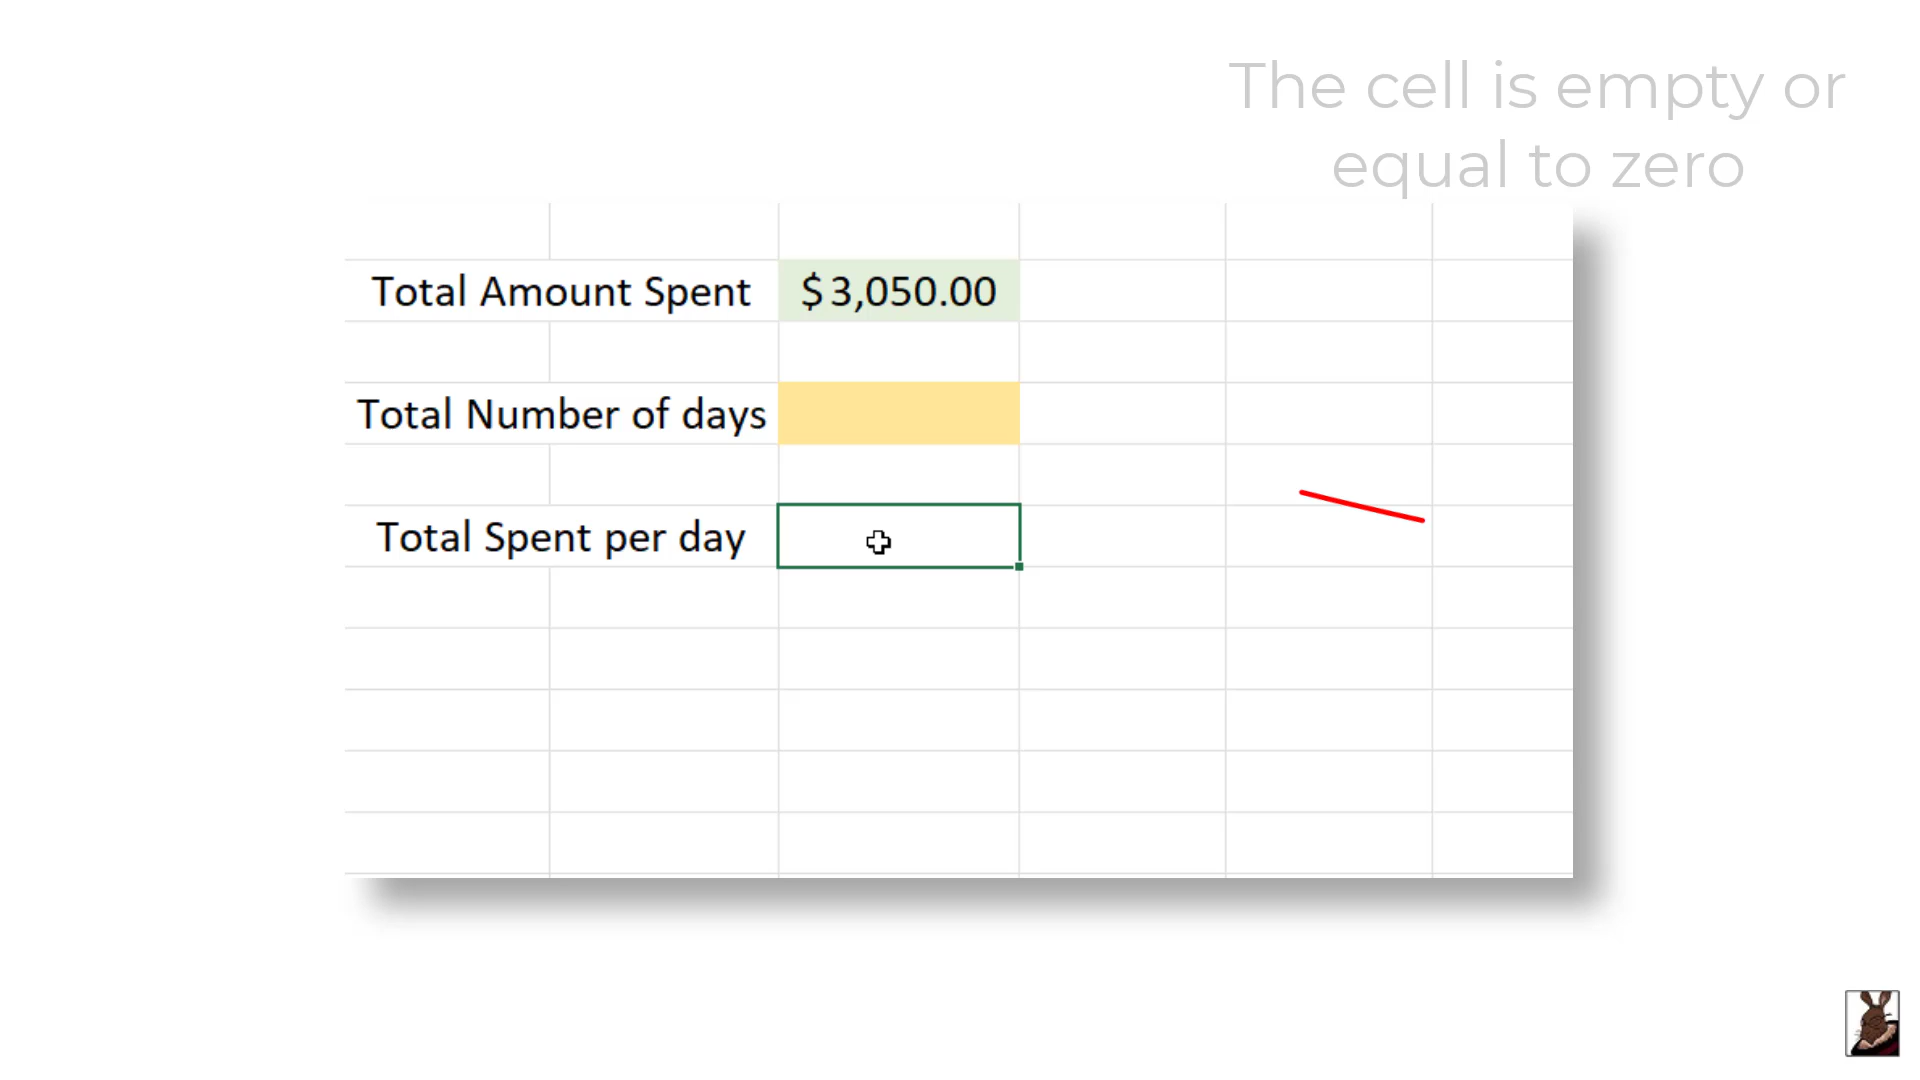 The cell is empty or
equal to zero
Total Amount Spent $3,050.00
Total Number of days
Total Spent per day